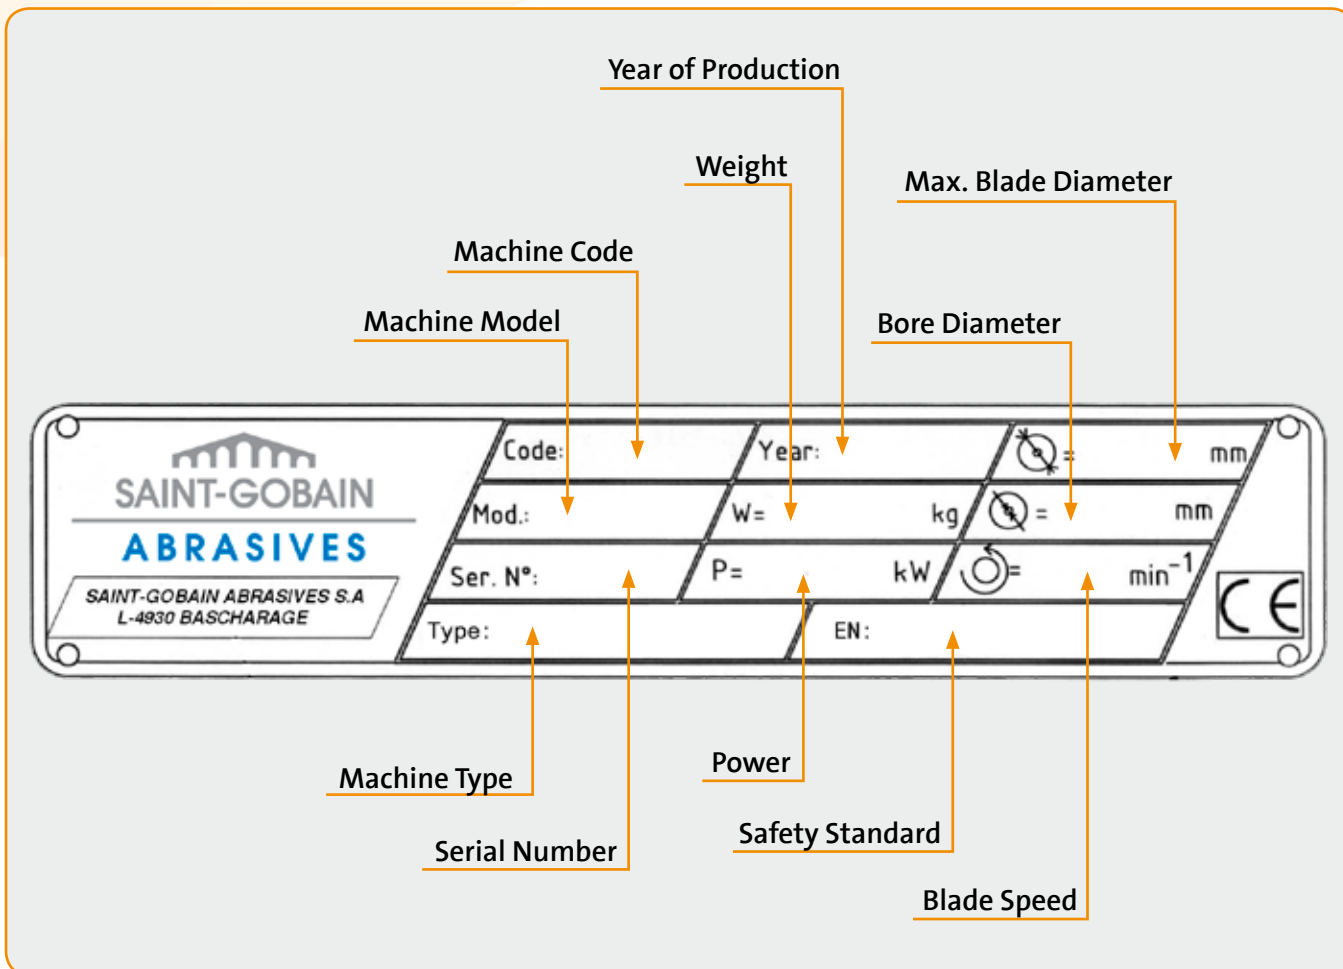 Year of Production
Weight
Max. Blade Diameter
Machine Code
Machine Model
Bore Diameter
SAINT-GOBAIN
ABRASIVES
SAINT-GOBAIN ABRASIVES S.A
L-4930 BASCHARAGE
Code:
Year:
= mm
Mod.:
W= kg
= mm
Ser. N°:
P= kW
= min⁻¹
Type:
EN:
CE
Machine Type
Power
Serial Number
Safety Standard
Blade Speed